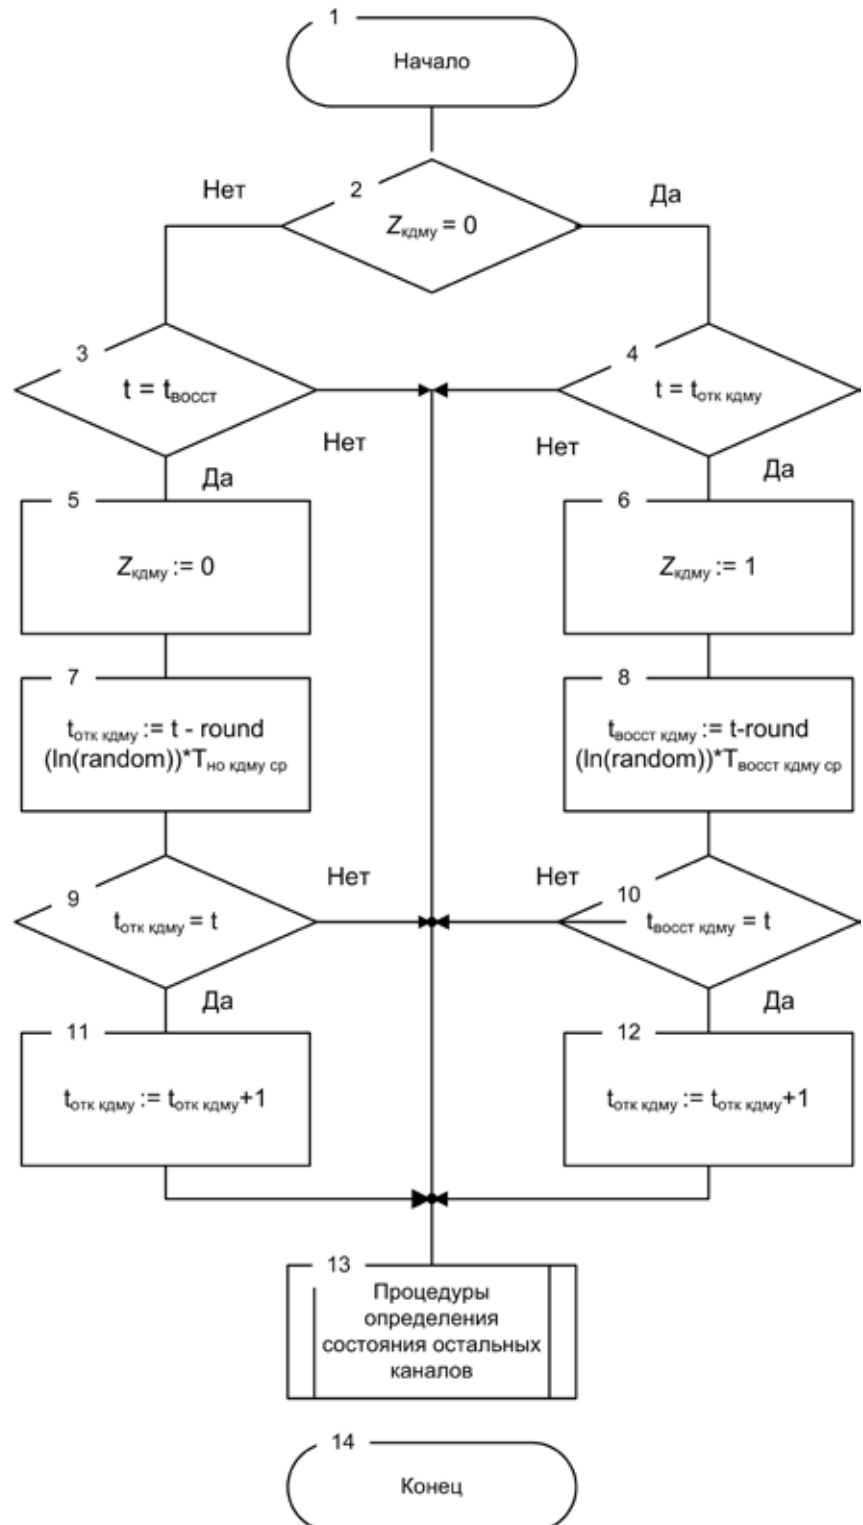 1
Начало
Нет
2
Да
Zкдму = 0
3
t = tвосст
4
t = tотк кдму
Нет
Нет
Да
Да
5
Zкдму := 0
6
Zкдму := 1
7
tотк кдму := t - round
(ln(random))*Tно кдму ср
8
tвосст кдму := t-round
(ln(random))*Tвосст кдму ср
Нет
Нет
9
tотк кдму = t
10
tвосст кдму = t
Да
Да
11
tотк кдму := tотк кдму+1
12
tотк кдму := tотк кдму+1
13
Процедуры
определения
состояния остальных
каналов
14
Конец